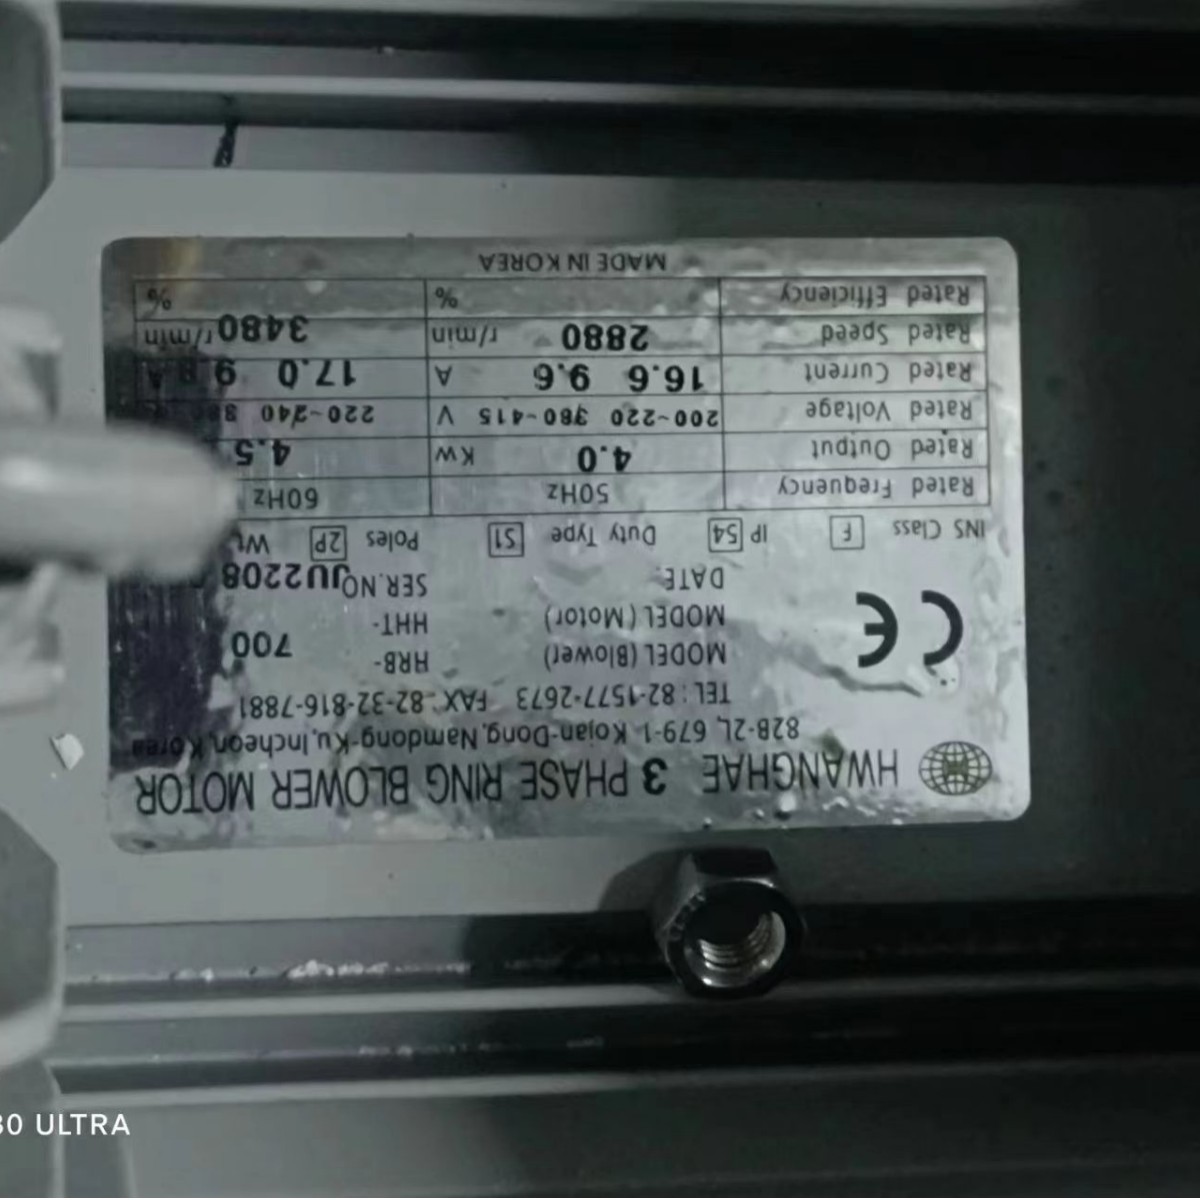 HWANGHAE 3 PHASE RING BLOWER MOTOR
82B-2L, 679-1 Kojan-Dong, Namdong-Ku, Incheon, Korea
TEL : 82-1577-2673 FAX : 82-32-816-7881
CE
MODEL (Blower) HRB- 700
MODEL (Motor) HHT-
DATE. SER.NO JU2208
INS Class F IP 54 Duty Type S1 Poles 2P Wt.
Rated Frequency 50Hz 60Hz
Rated Output 4.0 Kw 4.5
Rated Voltage 200~220 380~415 V 220~240
Rated Current 16.6 9.6 A 17.0 9.8 A
Rated Speed 2880 r/min 3480 r/min
Rated Efficiency % %
MADE IN KOREA
30 ULTRA